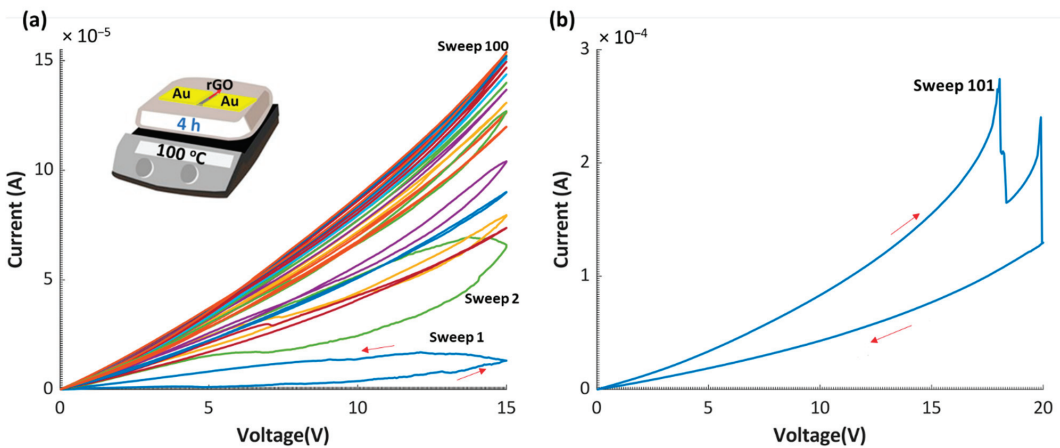 (a)
× 10⁻⁵
15
10
5
0
Current (A)
0
5
10
15
Voltage(V)
Sweep 100
rGO
Au
Au
4 h
100 °C
Sweep 2
Sweep 1
(b)
× 10⁻⁴
3
2
1
0
Current (A)
0
5
10
15
20
Voltage(V)
Sweep 101